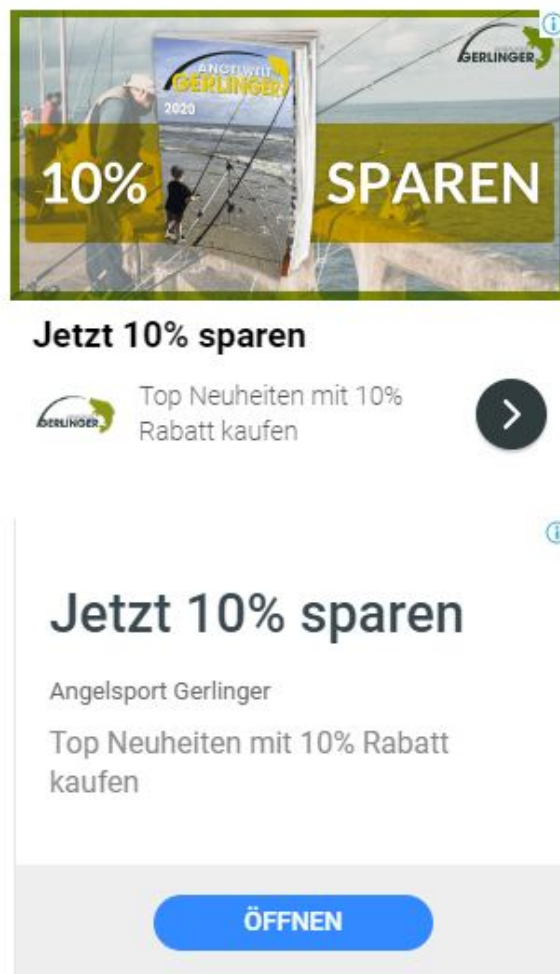 GERLINGER
ANGELWELT
GERLINGER
2020
10% SPAREN
Jetzt 10% sparen
GERLINGER
Top Neuheiten mit 10%
Rabatt kaufen
Jetzt 10% sparen
Angelsport Gerlinger
Top Neuheiten mit 10% Rabatt
kaufen
ÖFFNEN